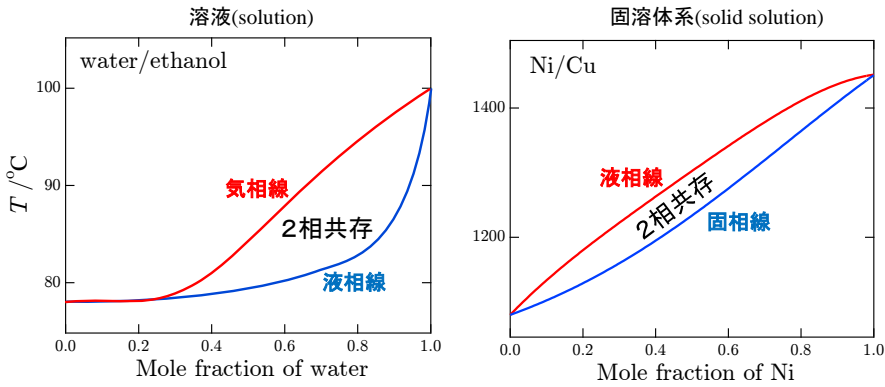 溶液(solution)
water/ethanol
T /°C
100
90
80
気相線
2相共存
液相線
0.0 0.2 0.4 0.6 0.8 1.0
Mole fraction of water
固溶体系(solid solution)
Ni/Cu
1400
1200
液相線
2相共存
固相線
0.0 0.2 0.4 0.6 0.8 1.0
Mole fraction of Ni